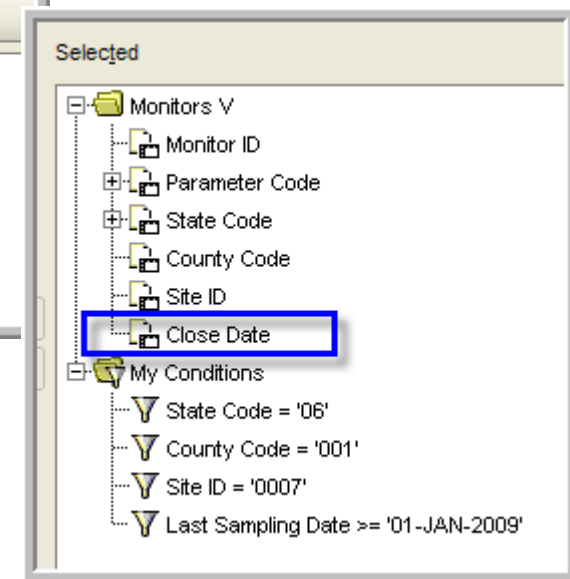 Selected
Monitors V
Monitor ID
Parameter Code
State Code
County Code
Site ID
Close Date
My Conditions
State Code = '06'
County Code = '001'
Site ID = '0007'
Last Sampling Date >= '01-JAN-2009'